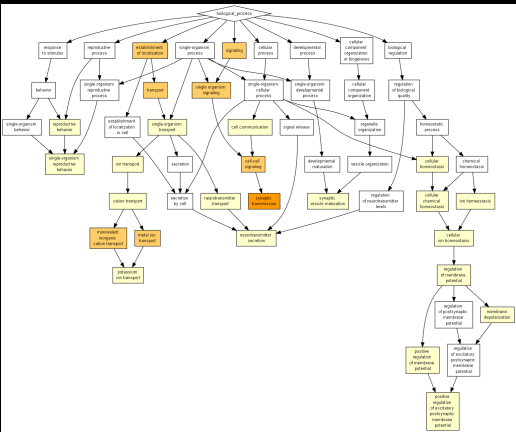 biological_process
response
to stimulus
reproductive
process
establishment
of localization
single-organism
process
signaling
cellular
process
developmental
process
cellular
component
organization
or biogenesis
biological
regulation
behavior
single organism
reproductive
process
transport
single organism
signaling
single-organism
cellular
process
single-organism
developmental
process
cellular
component
organization
regulation
of biological
quality
single-organism
behavior
reproductive
behavior
establishment
of localization
in cell
single-organism
transport
cell communication
signal release
organelle
organization
homeostatic
process
single-organism
reproductive
behavior
ion transport
secretion
cell-cell
signaling
developmental
maturation
vesicle organization
cellular
homeostasis
chemical
homeostasis
cation transport
secretion
by cell
neurotransmitter
transport
synaptic
transmission
synaptic
vesicle maturation
regulation
of neurotransmitter
levels
cellular
chemical
homeostasis
ion homeostasis
monovalent
inorganic
cation transport
metal ion
transport
neurotransmitter
secretion
cellular
ion homeostasis
potassium
ion transport
regulation
of membrane
potential
regulation
of postsynaptic
membrane
potential
membrane
depolarization
positive
regulation
of membrane
potential
regulation
of excitatory
postsynaptic
membrane
potential
positive
regulation
of excitatory
postsynaptic
membrane
potential